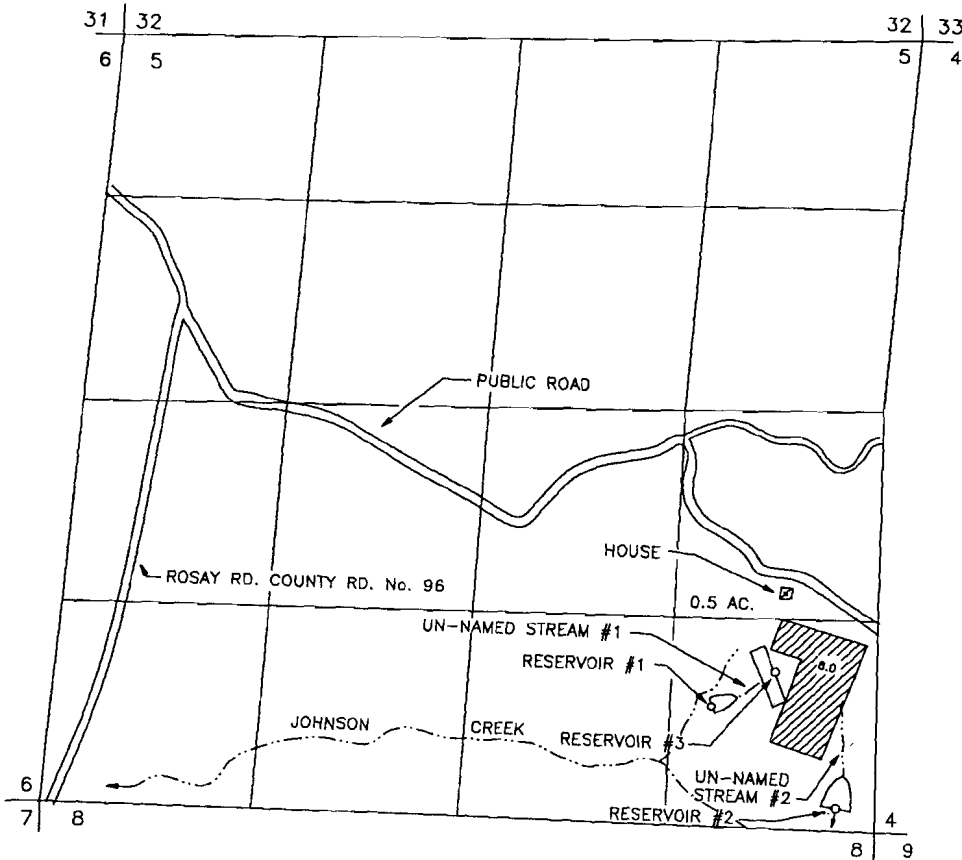 31 32
32 33
6 5
5 4
PUBLIC ROAD
HOUSE
ROSAY RD. COUNTY RD. No. 96
0.5 AC.
UN-NAMED STREAM #1
RESERVOIR #1
8.0
JOHNSON CREEK
RESERVOIR #3
UN-NAMED
STREAM #2
RESERVOIR #2
6
7 8
4
8 9